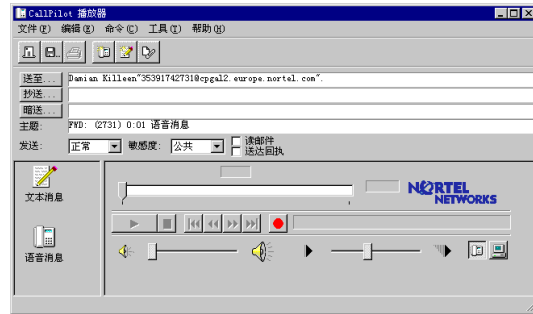 CallPilot 播放器
文件(F) 编辑(E) 命令(C) 工具(T) 帮助(H)
送至...
Damian Killeen"35391742731@cpgal2.europe.nortel.com".
抄送...
暗送...
主题: FWD: (2731) 0:01 语音消息
发送: 正常 敏感度: 公共 读邮件
送达回执
文本消息
NORTEL
NETWORKS
语音消息